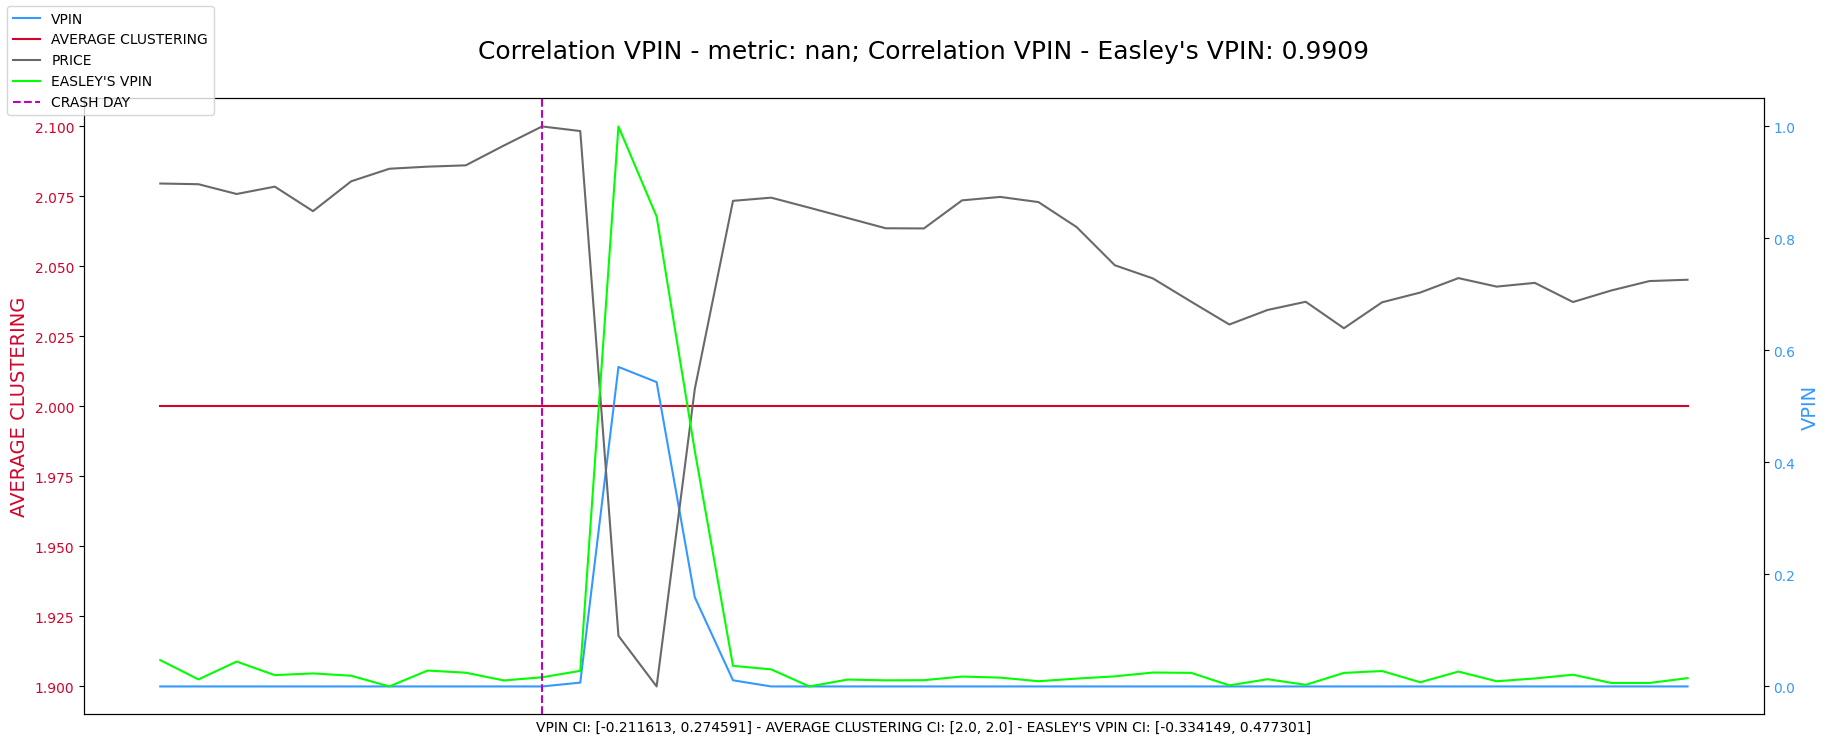 VPIN
AVERAGE CLUSTERING
PRICE
EASLEY'S VPIN
CRASH DAY
Correlation VPIN - metric: nan; Correlation VPIN - Easley's VPIN: 0.9909
2.100
2.075
2.050
2.025
2.000
1.975
1.950
1.925
1.900
AVERAGE CLUSTERING
1.0
0.8
0.6
0.4
0.2
0.0
VPIN
VPIN CI: [-0.211613, 0.274591] - AVERAGE CLUSTERING CI: [2.0, 2.0] - EASLEY'S VPIN CI: [-0.334149, 0.477301]